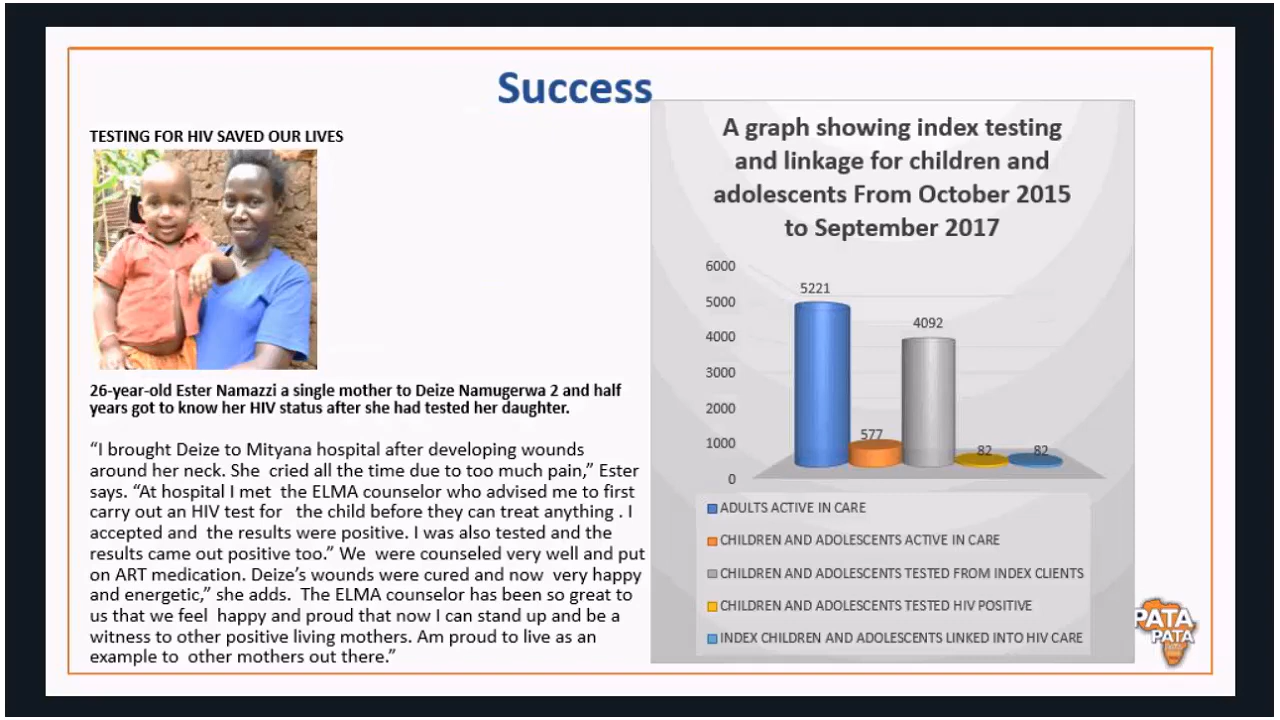 Success
TESTING FOR HIV SAVED OUR LIVES
26-year-old Ester Namazzi a single mother to Deize Namugerwa 2 and half
years got to know her HIV status after she had tested her daughter.
“I brought Deize to Mityana hospital after developing wounds
around her neck. She cried all the time due to too much pain,” Ester
says. “At hospital I met the ELMA counselor who advised me to first
carry out an HIV test for the child before they can treat anything . I
accepted and the results were positive. I was also tested and the
results came out positive too.” We were counseled very well and put
on ART medication. Deize’s wounds were cured and now very happy
and energetic,” she adds. The ELMA counselor has been so great to
us that we feel happy and proud that now I can stand up and be a
witness to other positive living mothers. Am proud to live as an
example to other mothers out there.”
A graph showing index testing
and linkage for children and
adolescents From October 2015
to September 2017
6000
5000
4000
3000
2000
1000
0
5221
577
4092
82
82
ADULTS ACTIVE IN CARE
CHILDREN AND ADOLESCENTS ACTIVE IN CARE
CHILDREN AND ADOLESCENTS TESTED FROM INDEX CLIENTS
CHILDREN AND ADOLESCENTS TESTED HIV POSITIVE
INDEX CHILDREN AND ADOLESCENTS LINKED INTO HIV CARE
PATA
PATA